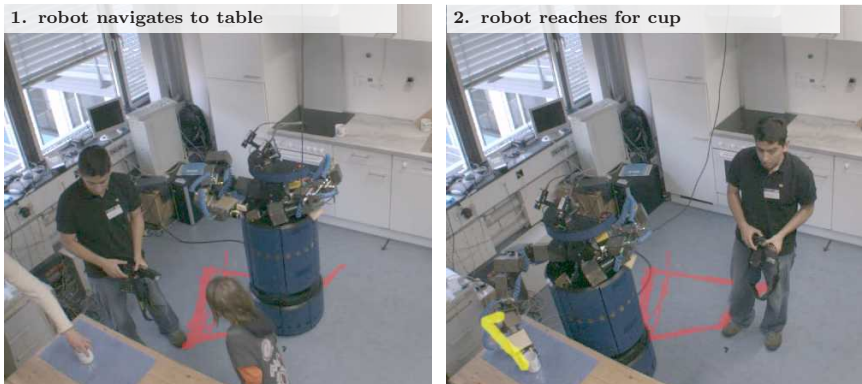 1. robot navigates to table
2. robot reaches for cup